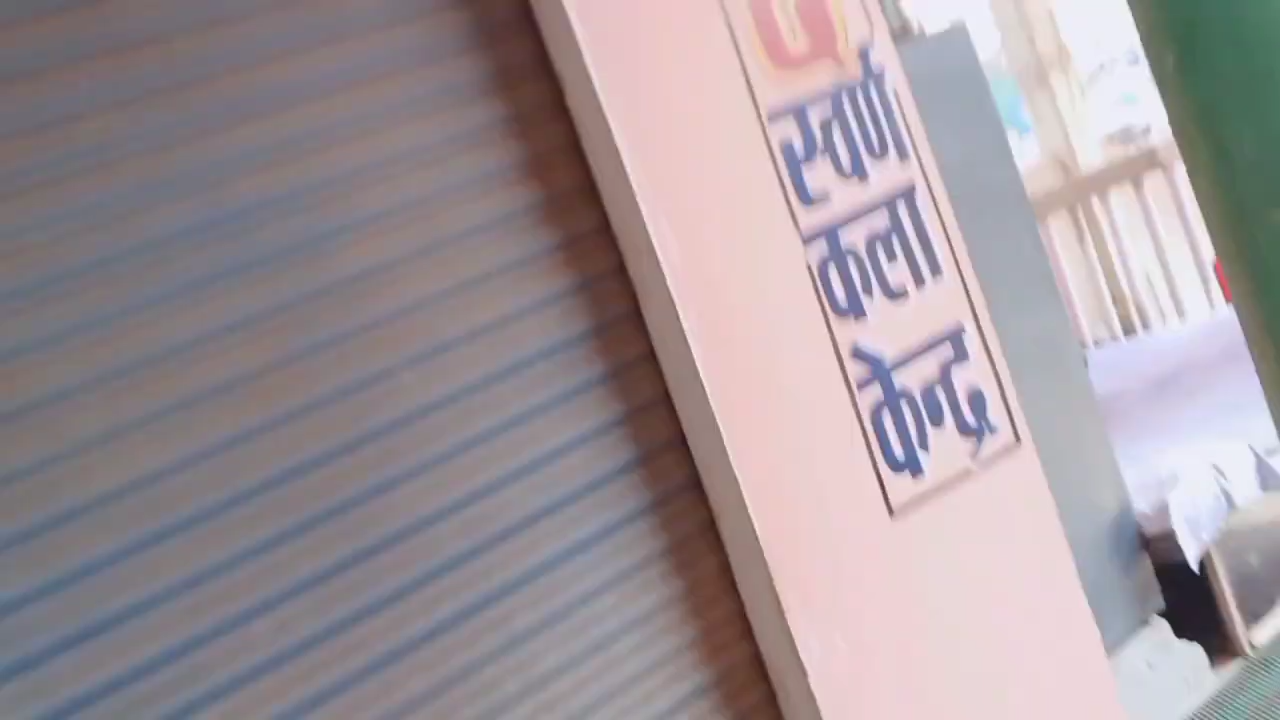 स्वर्ण
कला
केन्द्र